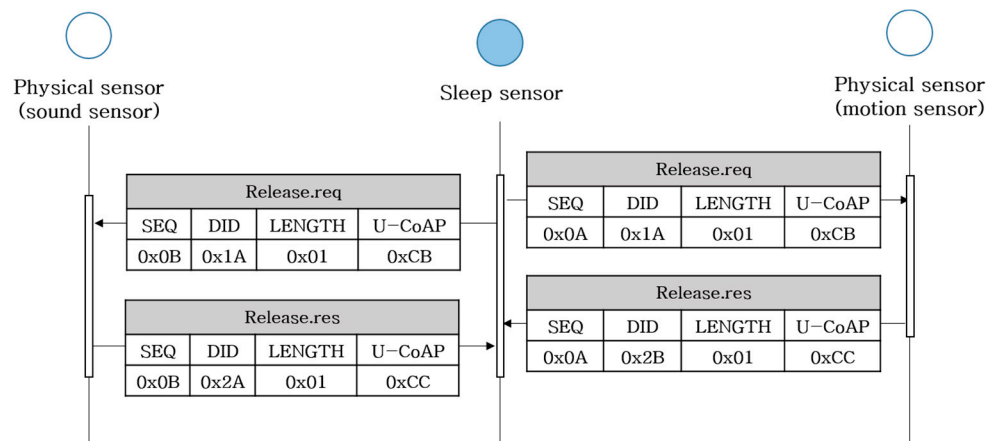 Physical sensor
(sound sensor)
Sleep sensor
Physical sensor
(motion sensor)
Release.req
SEQ DID LENGTH U-CoAP
0x0B 0x1A 0x01 0xCB
Release.req
SEQ DID LENGTH U-CoAP
0x0A 0x1A 0x01 0xCB
Release.res
SEQ DID LENGTH U-CoAP
0x0B 0x2A 0x01 0xCC
Release.res
SEQ DID LENGTH U-CoAP
0x0A 0x2B 0x01 0xCC